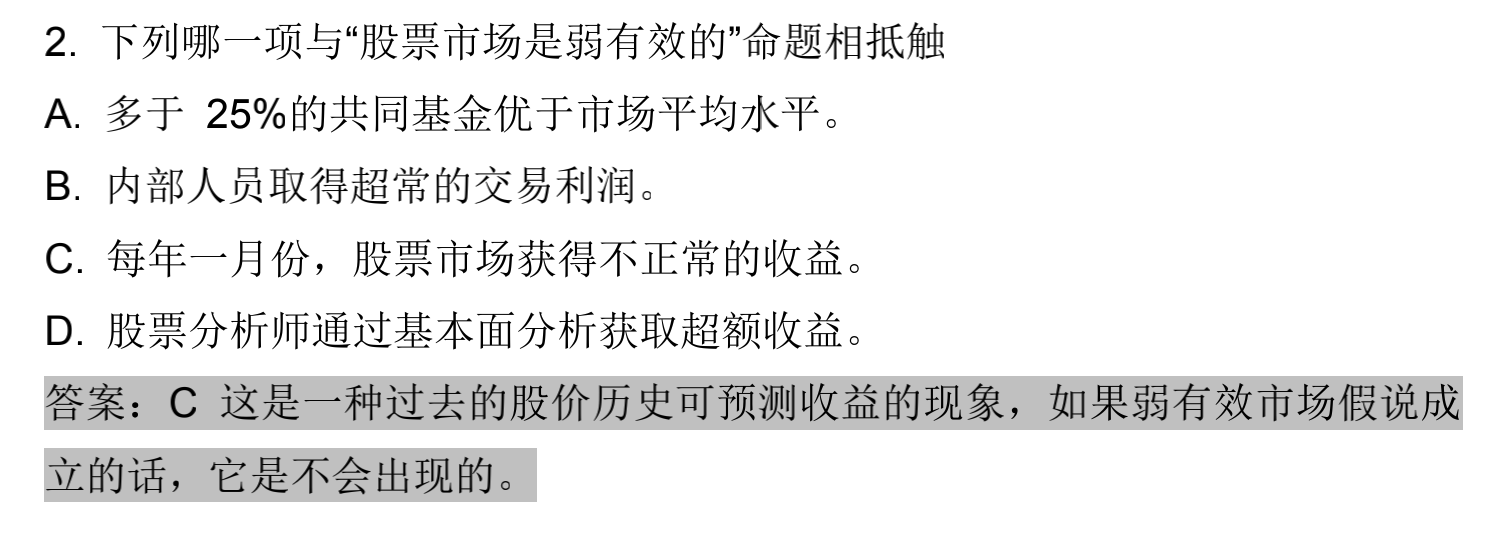 2. 下列哪一项与“股票市场是弱有效的”命题相抵触
A. 多于 25%的共同基金优于市场平均水平。
B. 内部人员取得超常的交易利润。
C. 每年一月份，股票市场获得不正常的收益。
D. 股票分析师通过基本面分析获取超额收益。
答案：C 这是一种过去的股价历史可预测收益的现象，如果弱有效市场假说成
立的话，它是不会出现的。